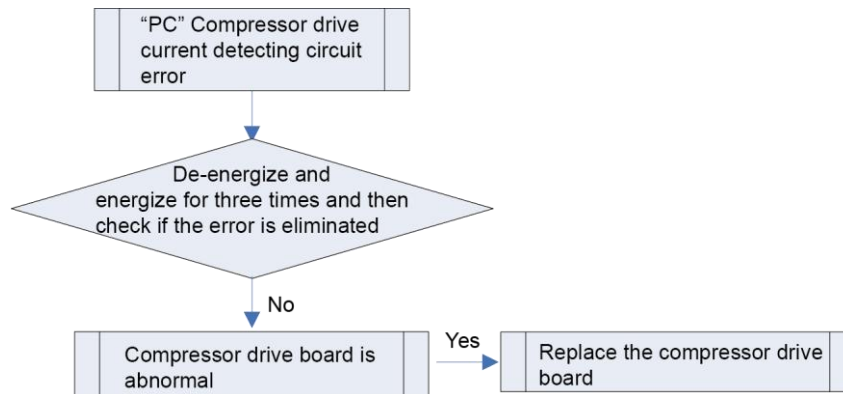 “PC” Compressor drive
current detecting circuit
error
De-energize and
energize for three times and then
check if the error is eliminated
No
Compressor drive board is
abnormal
Yes
Replace the compressor drive
board